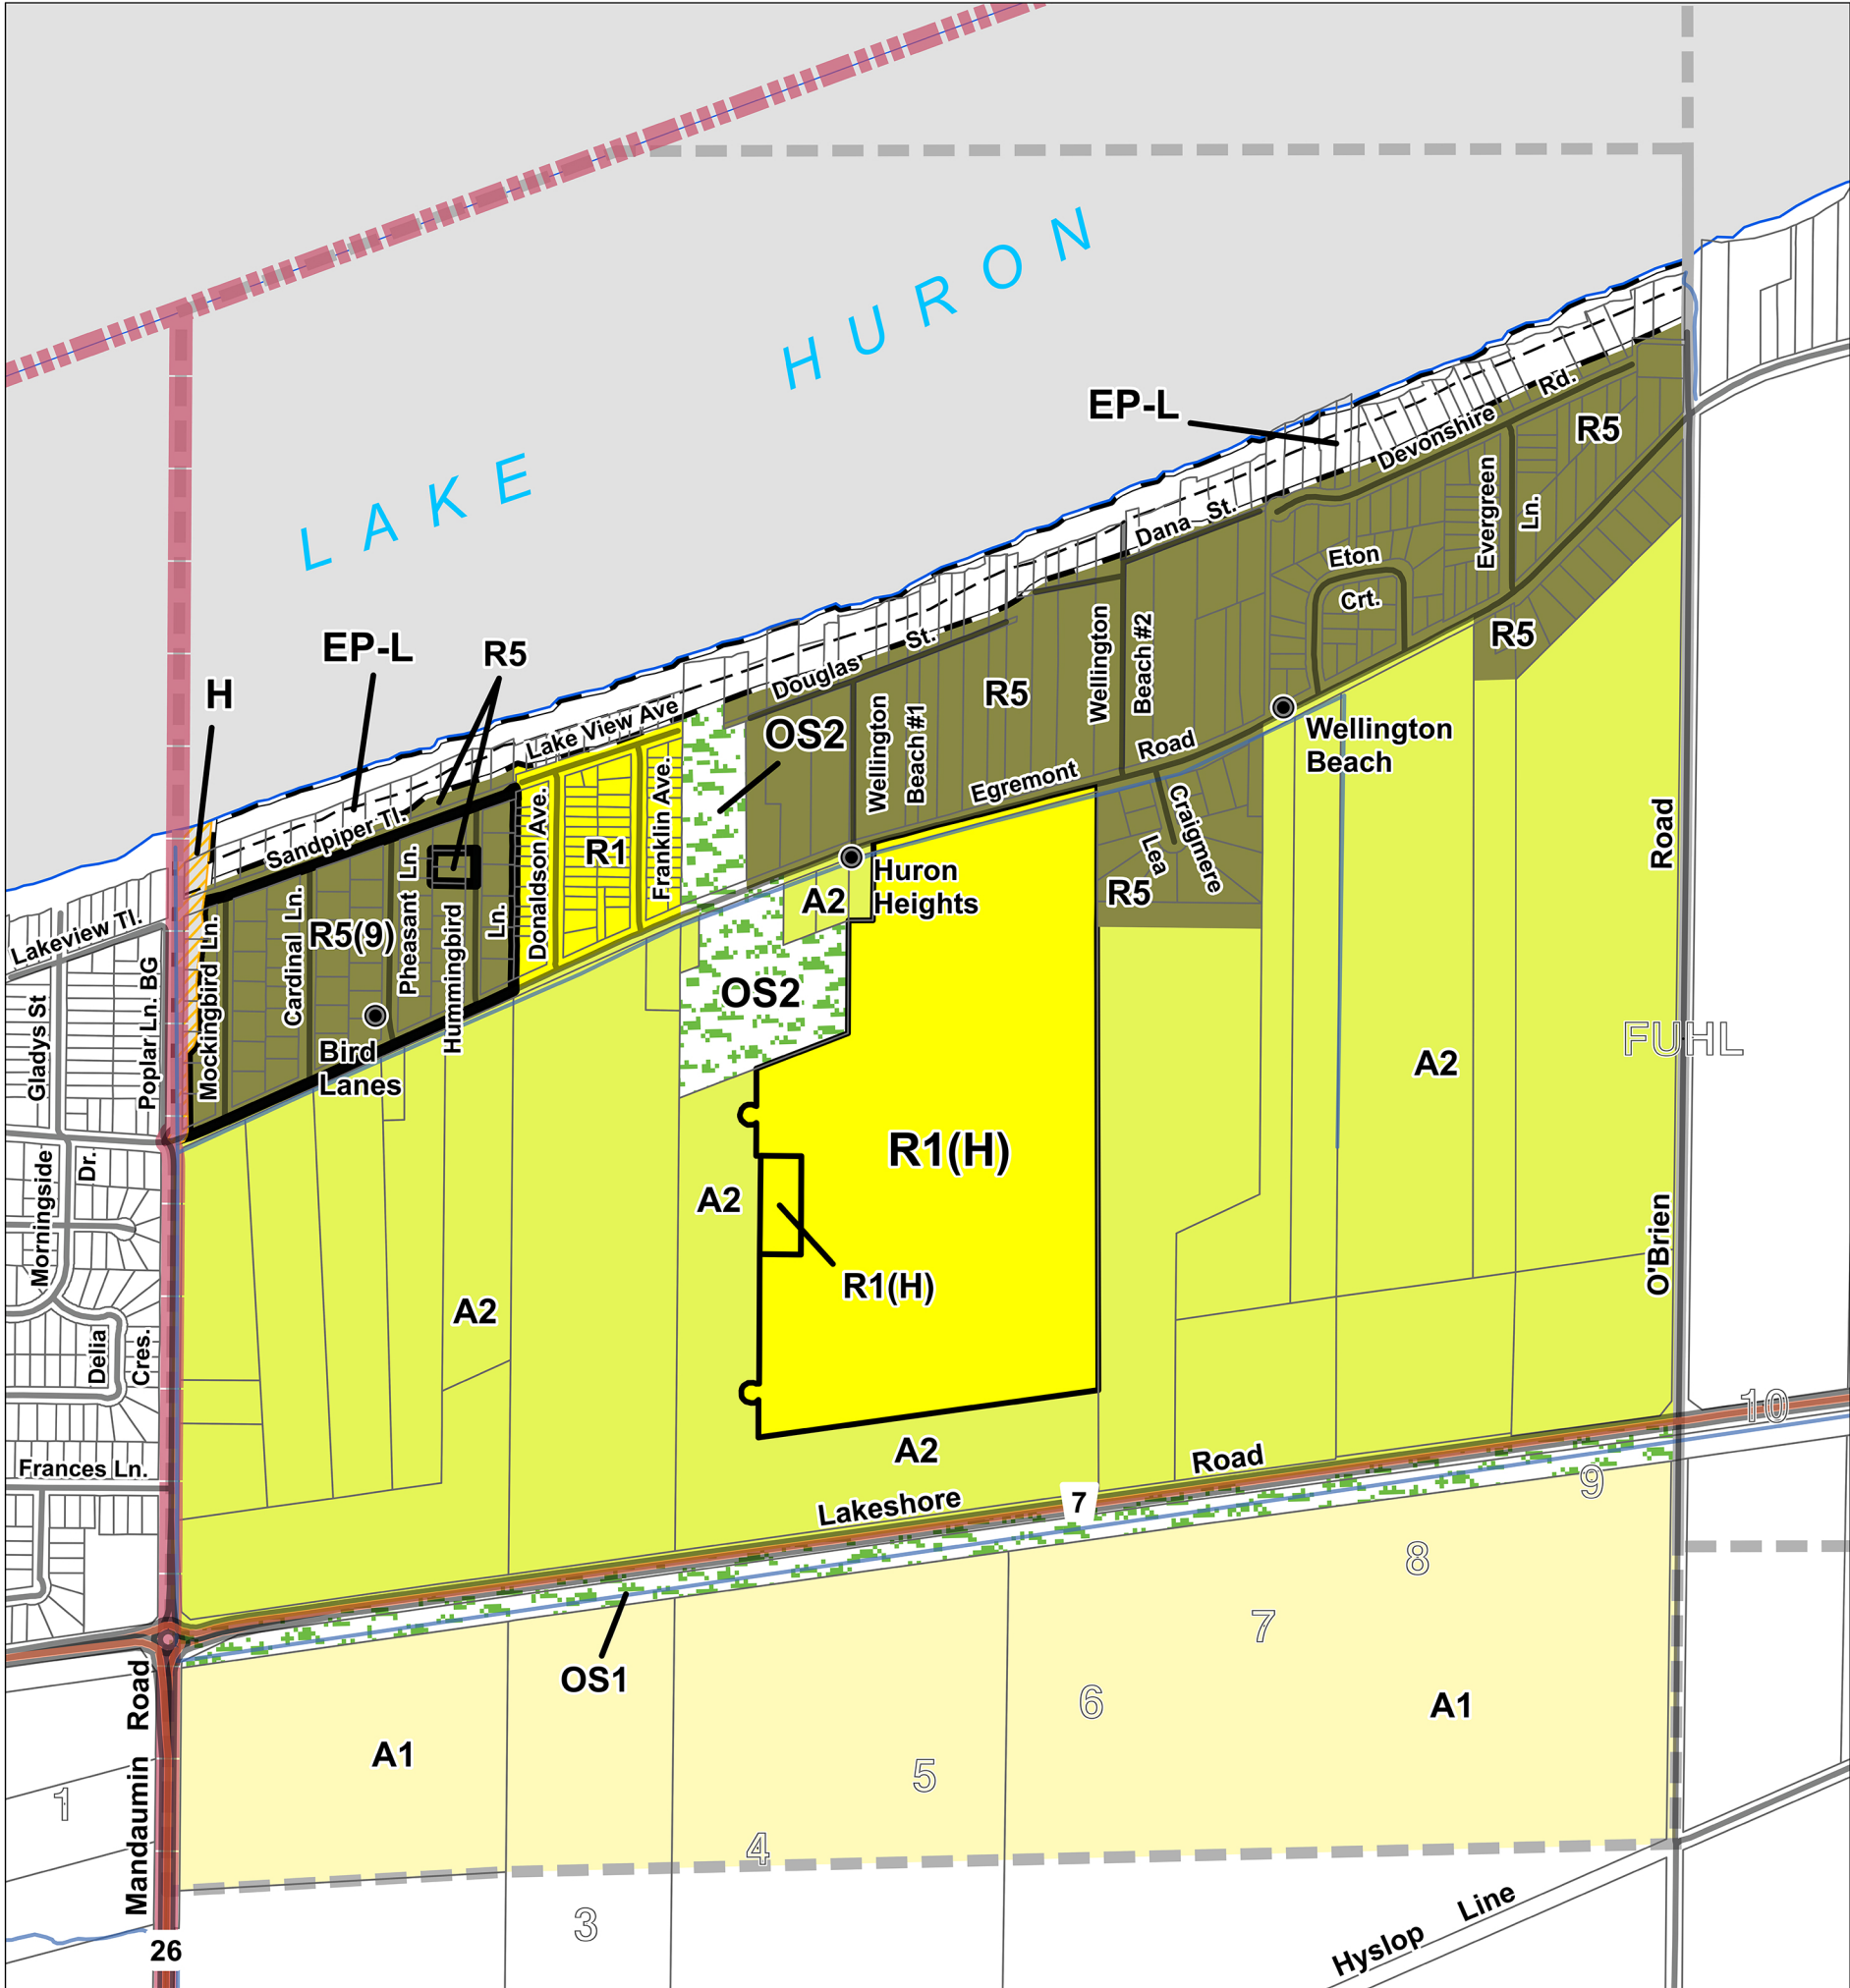 LAKE HURON
EP-L
R5
Devonshire Rd.
Dana St.
Evergreen Ln.
Eton Crt.
R5
EP-L
R5
H
Douglas St.
Wellington Beach #2
R5
Lake View Ave
OS2
Wellington Beach #1
Road
Egremont
Wellington
Beach
Craigmere Lea
Sandpiper Tl.
Donaldson Ave.
R1
Franklin Ave.
Huron
Heights
A2
R5
Road
Lakeview Tl.
Mockingbird Ln.
Cardinal Ln.
R5(9)
Pheasant Ln.
Hummingbird Ln.
Gladys St
Poplar Ln. BG
Bird
Lanes
OS2
FUHL
A2
R1(H)
Morningside Dr.
A2
O'Brien
R1(H)
A2
Delia Cres.
10
A2
Frances Ln.
Lakeshore Road
7
9
8
7
OS1
6
A1
Mandaumin Road
A1
5
1
4
3
Hyslop Line
26